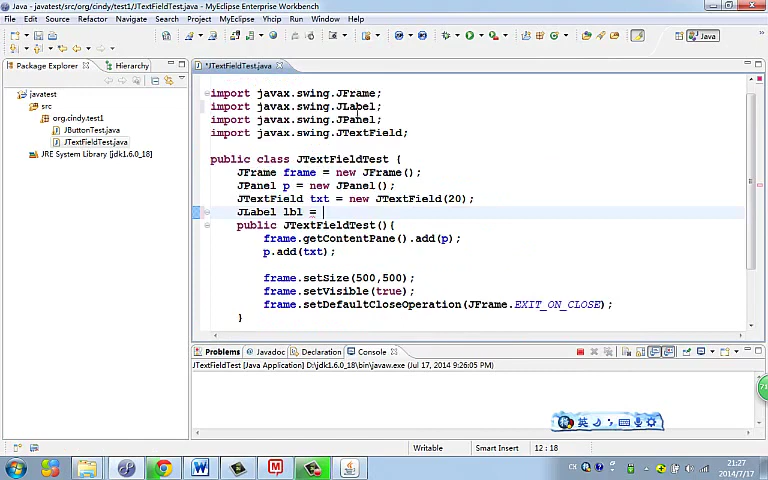 javatest/src/org/cindy/test1/JTextFieldTest.java - MyEclipse Enterprise Workbench
File Edit Source Refactor Navigate Search Project MyEclipse Ychip Run Window Help
Java
Package Explorer Hierarchy
javatest
src
org.cindy.test1
JButtonTest.java
JTextFieldTest.java
JRE System Library [jdk1.6.0_18]
*JTextFieldTest.java
import javax.swing.JFrame;
import javax.swing.JLabel;
import javax.swing.JPanel;
import javax.swing.JTextField;
public class JTextFieldTest {
JFrame frame = new JFrame();
JPanel p = new JPanel();
JTextField txt = new JTextField(20);
JLabel lbl =
public JTextFieldTest(){
frame.getContentPane().add(p);
p.add(txt);
frame.setSize(500,500);
frame.setVisible(true);
frame.setDefaultCloseOperation(JFrame.EXIT_ON_CLOSE);
}
Problems Javadoc Declaration Console
JTextFieldTest [Java Application] D:\jdk1.6.0_18\bin\javaw.exe (Jul 17, 2014 9:26:05 PM)
英
Writable Smart Insert 12 : 18
CH
21:27
2014/7/17